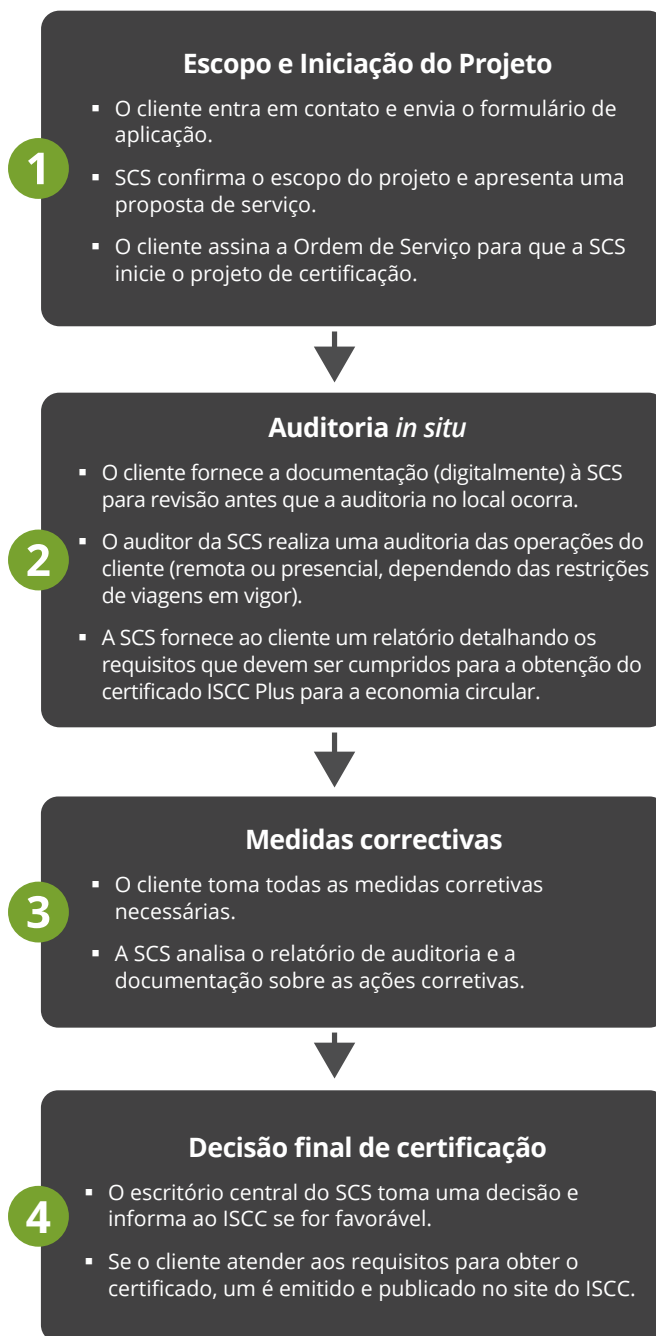 Escopo e Iniciação do Projeto
▪ O cliente entra em contato e envia o formulário de
aplicação.
1
▪ SCS confirma o escopo do projeto e apresenta uma
proposta de serviço.
▪ O cliente assina a Ordem de Serviço para que a SCS
inicie o projeto de certificação.
Auditoria in situ
▪ O cliente fornece a documentação (digitalmente) à SCS
para revisão antes que a auditoria no local ocorra.
2
▪ O auditor da SCS realiza uma auditoria das operações do
cliente (remota ou presencial, dependendo das restrições
de viagens em vigor).
▪ A SCS fornece ao cliente um relatório detalhando os
requisitos que devem ser cumpridos para a obtenção do
certificado ISCC Plus para a economia circular.
Medidas correctivas
▪ O cliente toma todas as medidas corretivas
necessárias.
3
▪ A SCS analisa o relatório de auditoria e a
documentação sobre as ações corretivas.
Decisão final de certificação
▪ O escritório central do SCS toma uma decisão e
informa ao ISCC se for favorável.
4
▪ Se o cliente atender aos requisitos para obter o
certificado, um é emitido e publicado no site do ISCC.